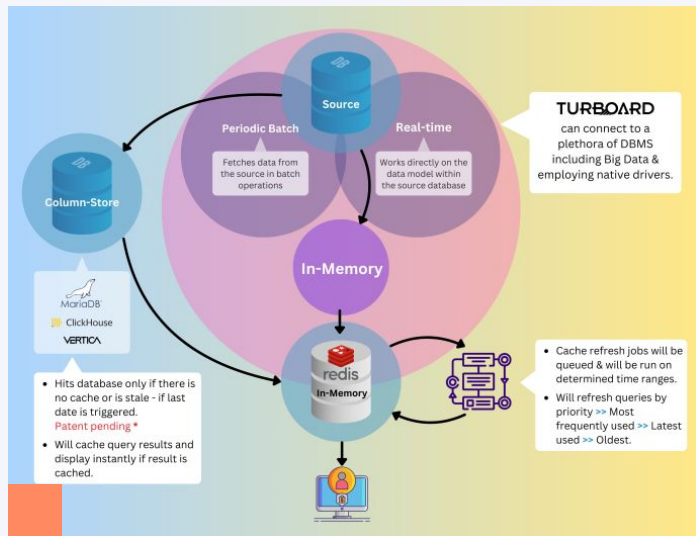 DB
Source
Periodic Batch
Fetches data from
the source in batch
operations
Real-time
Works directly on the
data model within
the source database
TURBOARD
can connect to a
plethora of DBMS
including Big Data &
employing native drivers.
DB
Column-Store
MariaDB
ClickHouse
VERTICA
In-Memory
redis
In-Memory
• Hits database only if there is
no cache or is stale - if last
date is triggered.
Patent pending *
• Will cache query results and
display instantly if result is
cached.
• Cache refresh jobs will be
queued & will be run on
determined time ranges.
• Will refresh queries by
priority >> Most
frequently used >> Latest
used >> Oldest.